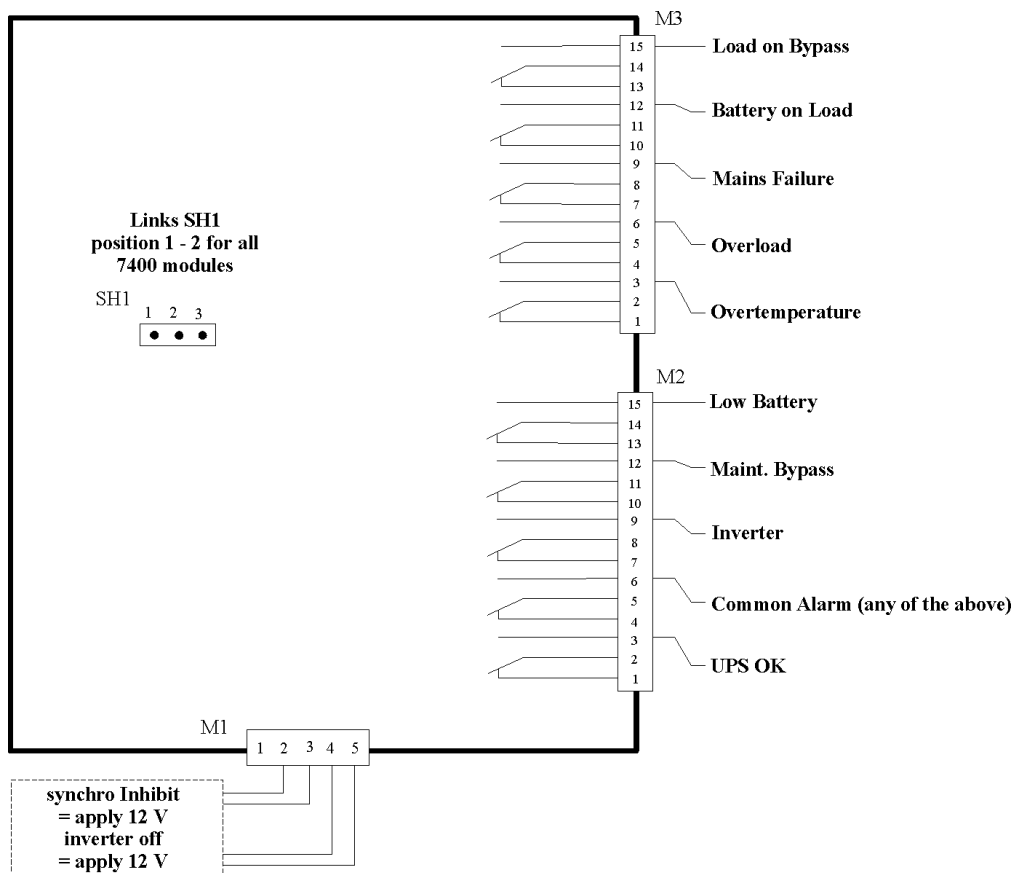 M3
15 Load on Bypass
14
13
12 Battery on Load
11
10
9 Mains Failure
8
7
6 Overload
5
4
3 Overtemperature
2
1
Links SH1
position 1 - 2 for all
7400 modules
SH1
1 2 3
M2
15 Low Battery
14
13
12 Maint. Bypass
11
10
9 Inverter
8
7
6 Common Alarm (any of the above)
5
4
3 UPS OK
2
1
M1
1 2 3 4 5
synchro Inhibit
= apply 12 V
inverter off
= apply 12 V